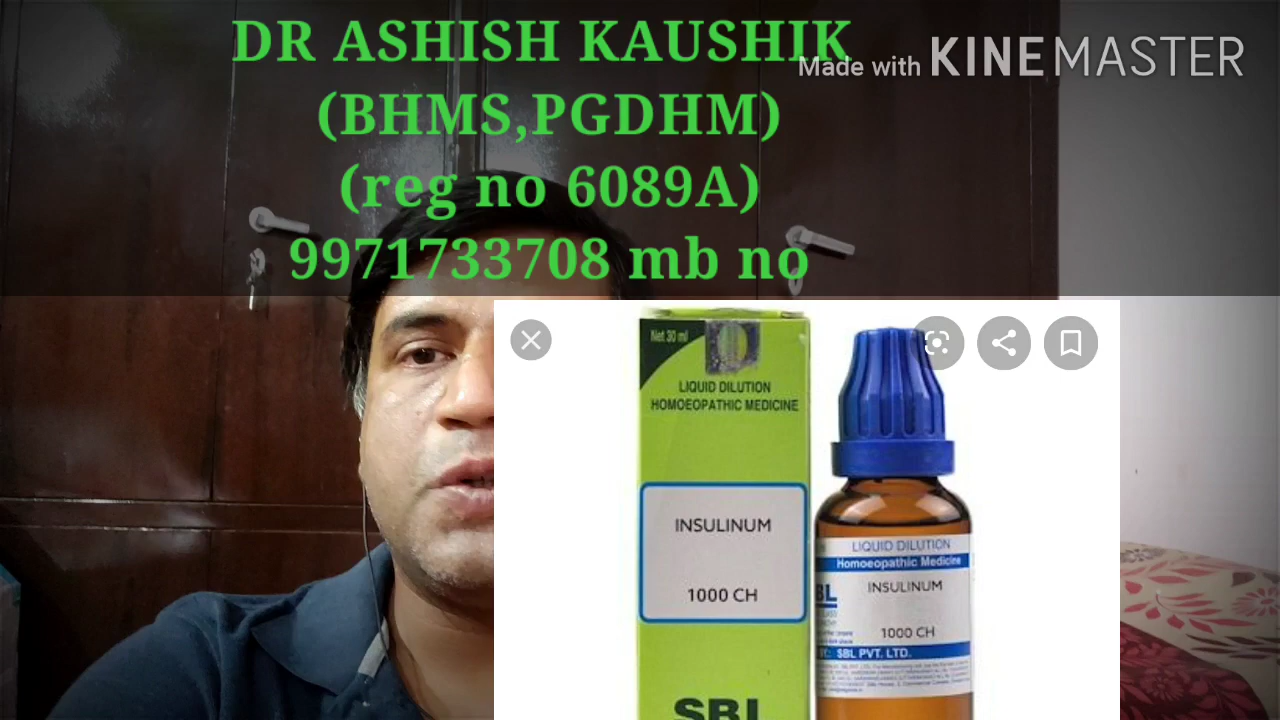 DR ASHISH KAUSHIK
Made with KINEMASTER
(BHMS,PGDHM)
(reg no 6089A)
9971733708 mb no
Net 30 ml
LIQUID DILUTION
HOMOEOPATHIC MEDICINE
INSULINUM
1000 CH
SBL
LIQUID DILUTION
Homoeopathic Medicine
INSULINUM
BL
1000 CH
SBL PVT. LTD.